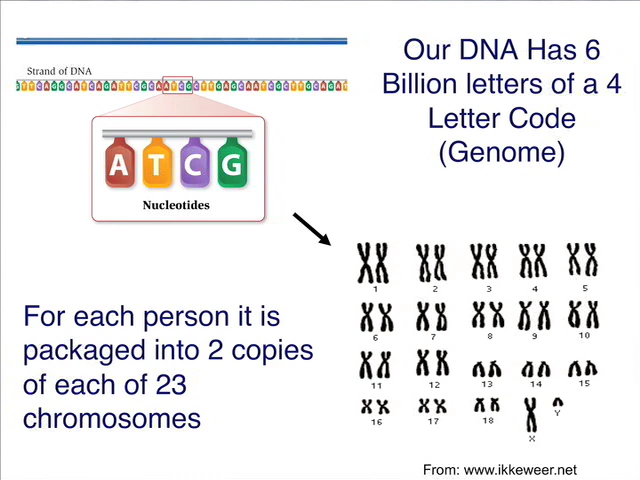 Our DNA Has 6
Billion letters of a 4
Letter Code
(Genome)
Strand of DNA
A T C G
Nucleotides
For each person it is
packaged into 2 copies
of each of 23
chromosomes
1 2 3 4 5
6 7 8 9 10
11 12 13 14 15
16 17 18 X Y
From: www.ikkeweer.net